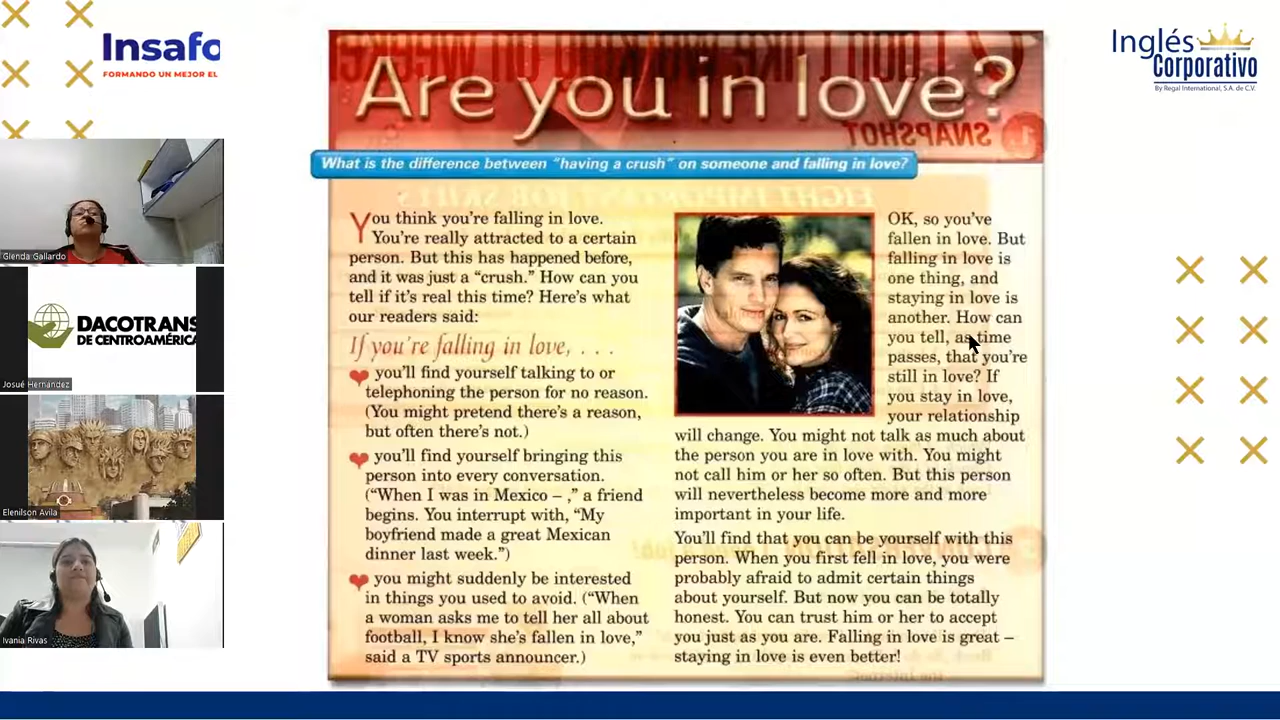 Insafo
FORMANDO UN MEJOR EL
Inglés
Corporativo
By Regal International, S.A. de C.V.
Glenda Gallardo
DACOTRANS
DE CENTROAMÉRICA
Josué Hernández
Elenilson Avila
Ivania Rivas
Are you in love?
What is the difference between "having a crush" on someone and falling in love?
You think you're falling in love.
You're really attracted to a certain
person. But this has happened before,
and it was just a "crush." How can you
tell if it's real this time? Here's what
our readers said:
If you're falling in love, . . .
you'll find yourself talking to or
telephoning the person for no reason.
(You might pretend there's a reason,
but often there's not.)
you'll find yourself bringing this
person into every conversation.
("When I was in Mexico – ," a friend
begins. You interrupt with, "My
boyfriend made a great Mexican
dinner last week.")
you might suddenly be interested
in things you used to avoid. ("When
a woman asks me to tell her all about
football, I know she's fallen in love,"
said a TV sports announcer.)
OK, so you've
fallen in love. But
falling in love is
one thing, and
staying in love is
another. How can
you tell, as time
passes, that you're
still in love? If
you stay in love,
your relationship
will change. You might not talk as much about
the person you are in love with. You might
not call him or her so often. But this person
will nevertheless become more and more
important in your life.
You'll find that you can be yourself with this
person. When you first fell in love, you were
probably afraid to admit certain things
about yourself. But now you can be totally
honest. You can trust him or her to accept
you just as you are. Falling in love is great –
staying in love is even better!